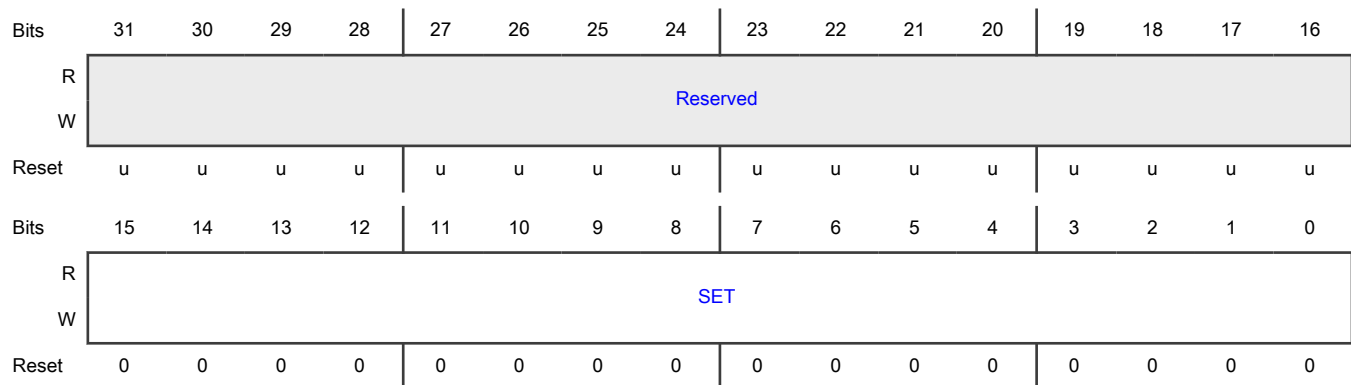 Bits 31 30 29 28 27 26 25 24 23 22 21 20 19 18 17 16
R
Reserved
W
Reset u u u u u u u u u u u u u u u u
Bits 15 14 13 12 11 10 9 8 7 6 5 4 3 2 1 0
R
SET
W
Reset 0 0 0 0 0 0 0 0 0 0 0 0 0 0 0 0